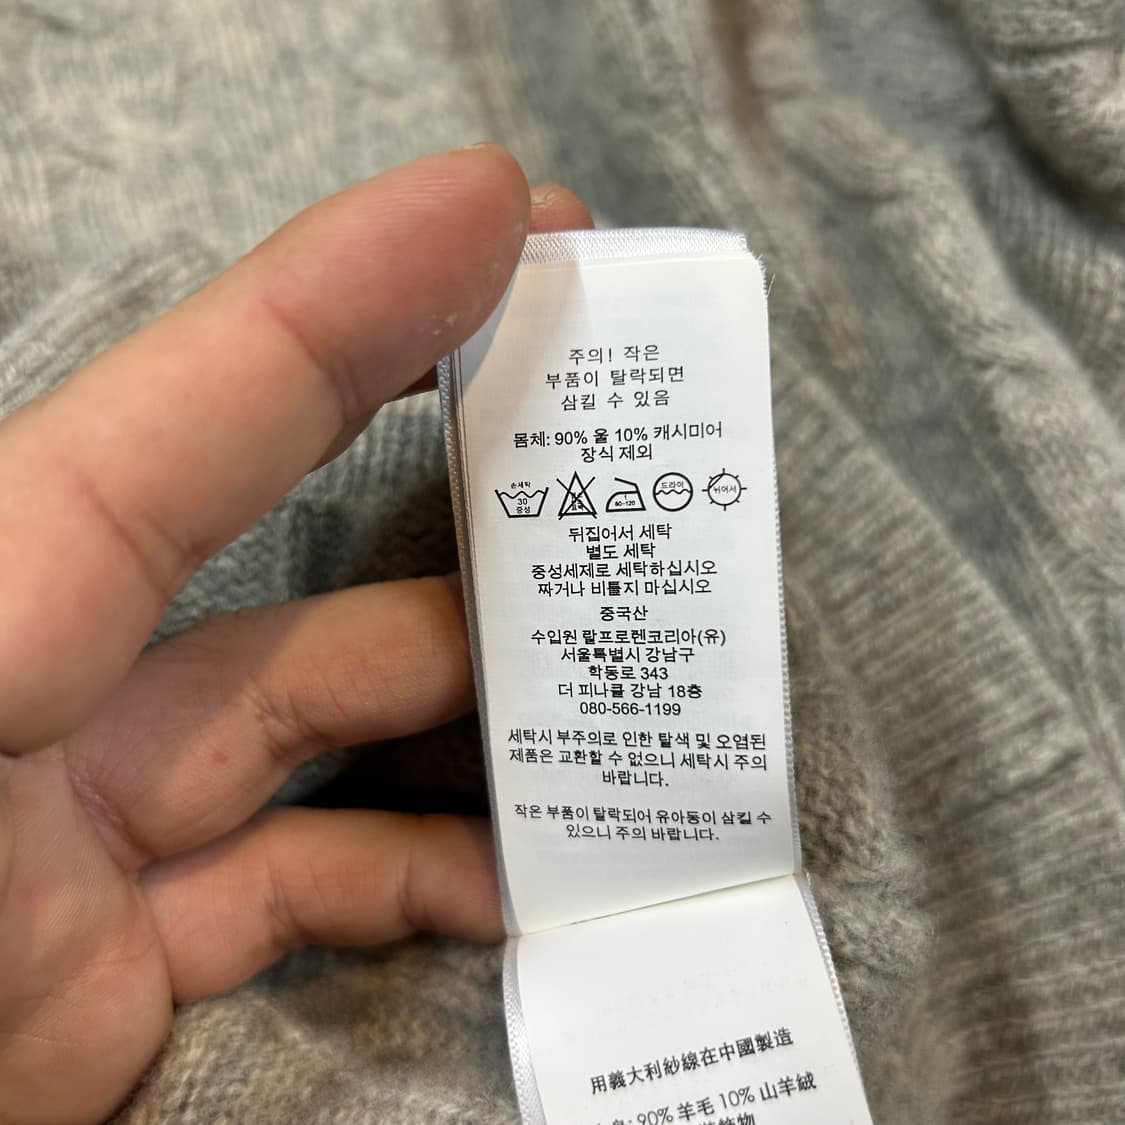 주의! 작은
부품이 탈락되면
삼킬 수 있음
몸체: 90% 울 10% 캐시미어
장식 제외
손세탁
30
중성
80-120
드라이
뉘어서
뒤집어서 세탁
별도 세탁
중성세제로 세탁하십시오
짜거나 비틀지 마십시오
중국산
수입원 랄프로렌코리아(유)
서울특별시 강남구
학동로 343
더 피나클 강남 18층
080-566-1199
세탁시 부주의로 인한 탈색 및 오염된
제품은 교환할 수 없으니 세탁시 주의
바랍니다.
작은 부품이 탈락되어 유아동이 삼킬 수
있으니 주의 바랍니다.
用義大利紗線在中國製造
90% 羊毛 10% 山羊絨
飾物